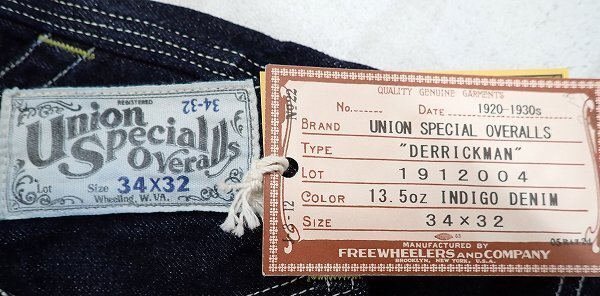 REGISTERED
34-32
Union
Special
Overalls
Lot Size 34X32
Wheeling, W.VA.
QUALITY GENUINE GARMENTS
No. DATE 1920-1930s
BRAND UNION SPECIAL OVERALLS
TYPE "DERRICKMAN"
LOT 1912004
COLOR 13.5oz INDIGO DENIM
SIZE 34×32
MANUFACTURED BY
FREEWHEELERS AND COMPANY
BROOKLYN, NEW YORK, U.S.A.